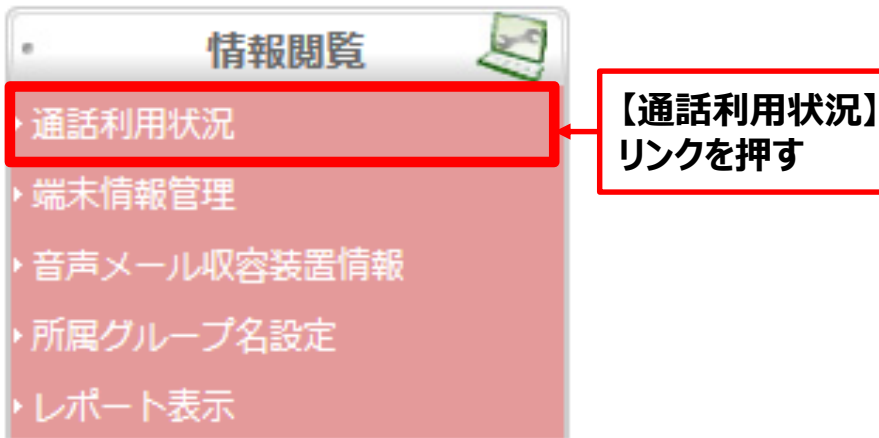 情報閲覧
通話利用状況
【通話利用状況】
リンクを押す
端末情報管理
音声メール収容装置情報
所属グループ名設定
レポート表示